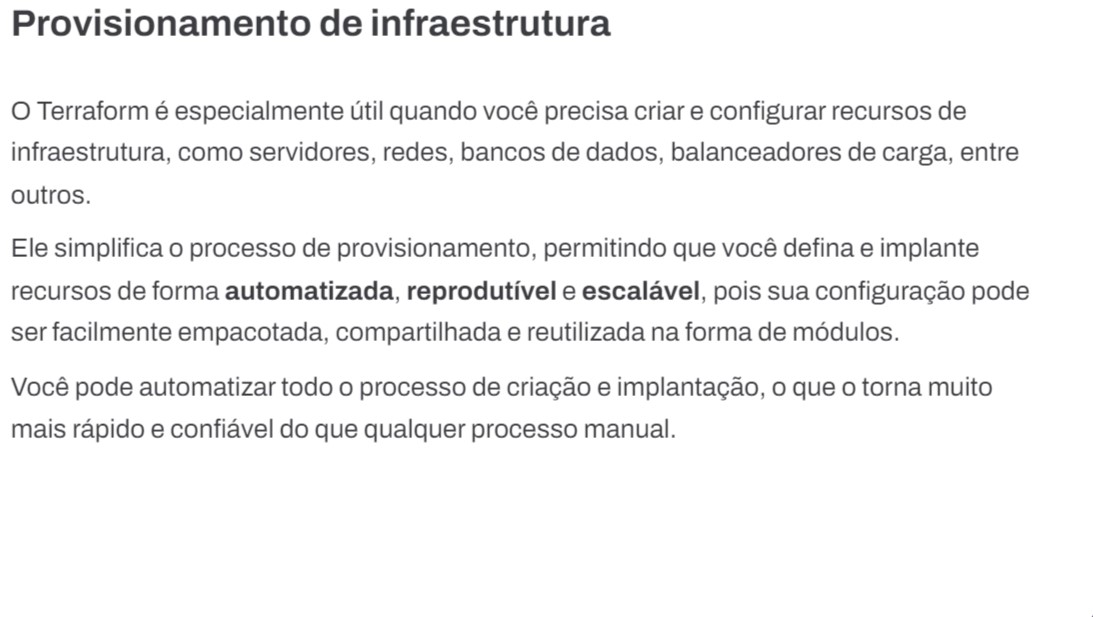 Provisionamento de infraestrutura
O Terraform é especialmente útil quando você precisa criar e configurar recursos de
infraestrutura, como servidores, redes, bancos de dados, balanceadores de carga, entre
outros.
Ele simplifica o processo de provisionamento, permitindo que você defina e implante
recursos de forma automatizada, reprodutível e escalável, pois sua configuração pode
ser facilmente empacotada, compartilhada e reutilizada na forma de módulos.
Você pode automatizar todo o processo de criação e implantação, o que o torna muito
mais rápido e confiável do que qualquer processo manual.